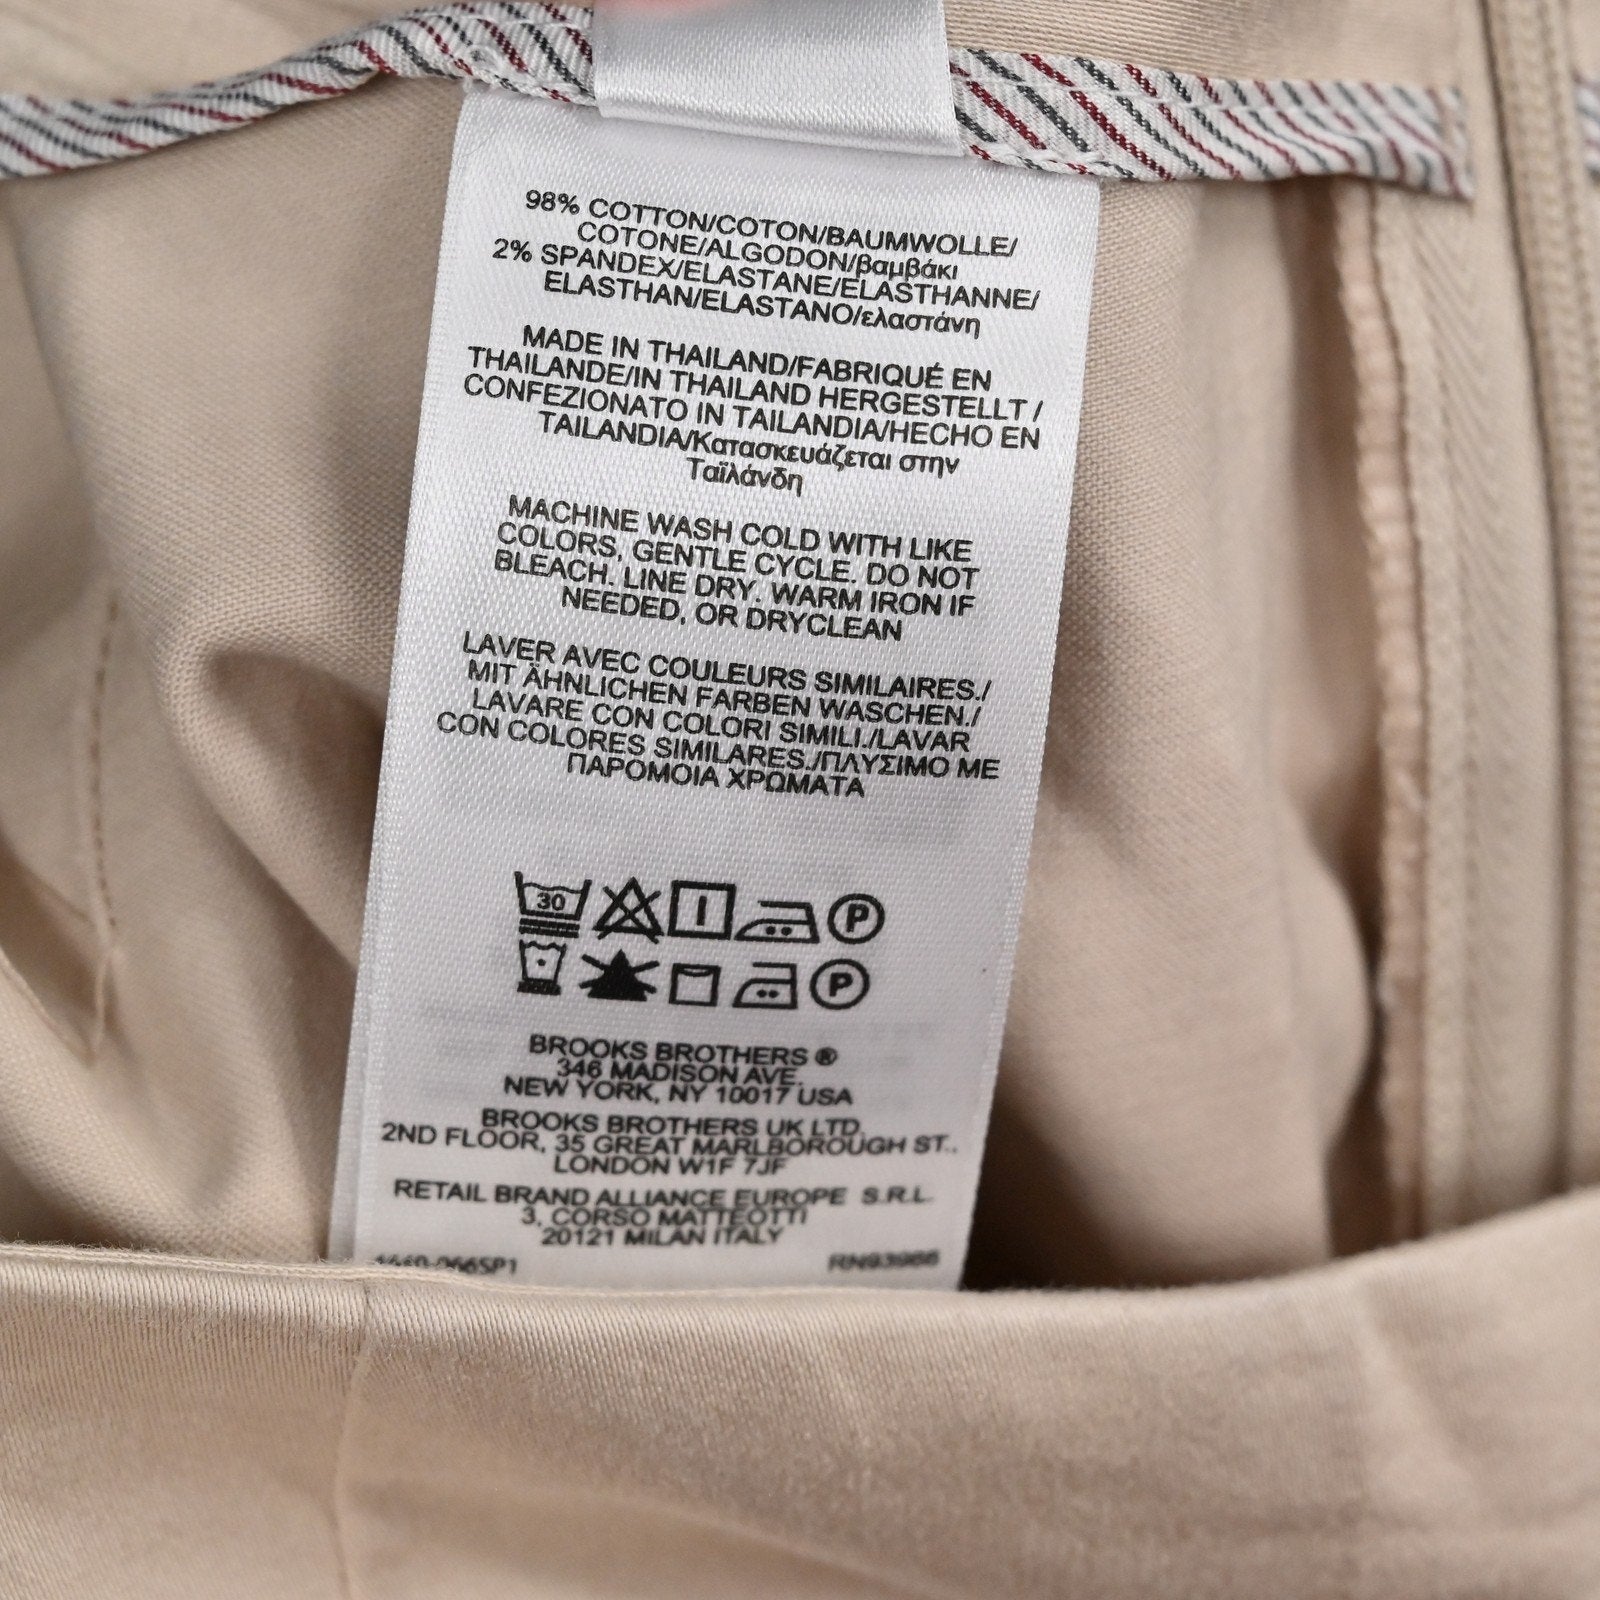 98% COTTON/COTON/BAUMWOLLE/
COTONE/ALGODON/βαμβάκι
2% SPANDEX/ELASTANE/ELASTHANNE/
ELASTHAN/ELASTANO/ελαστάνη
MADE IN THAILAND/FABRIQUÉ EN
THAILANDE/IN THAILAND HERGESTELLT /
CONFEZIONATO IN TAILANDIA/HECHO EN
TAILANDIA/Κατασκευάζεται στην
Ταϊλάνδη
MACHINE WASH COLD WITH LIKE
COLORS, GENTLE CYCLE. DO NOT
BLEACH. LINE DRY. WARM IRON IF
NEEDED, OR DRYCLEAN
LAVER AVEC COULEURS SIMILAIRES./
MIT ÄHNLICHEN FARBEN WASCHEN./
LAVARE CON COLORI SIMILI./LAVAR
CON COLORES SIMILARES./ΠΛΥΣΙΜΟ ΜΕ
ΠΑΡΟΜΟΙΑ ΧΡΩΜΑΤΑ
30 P
P
BROOKS BROTHERS ®
346 MADISON AVE.
NEW YORK, NY 10017 USA
BROOKS BROTHERS UK LTD.
2ND FLOOR, 35 GREAT MARLBOROUGH ST.,
LONDON W1F 7JF
RETAIL BRAND ALLIANCE EUROPE S.R.L.
3, CORSO MATTEOTTI
20121 MILAN ITALY
RN93966